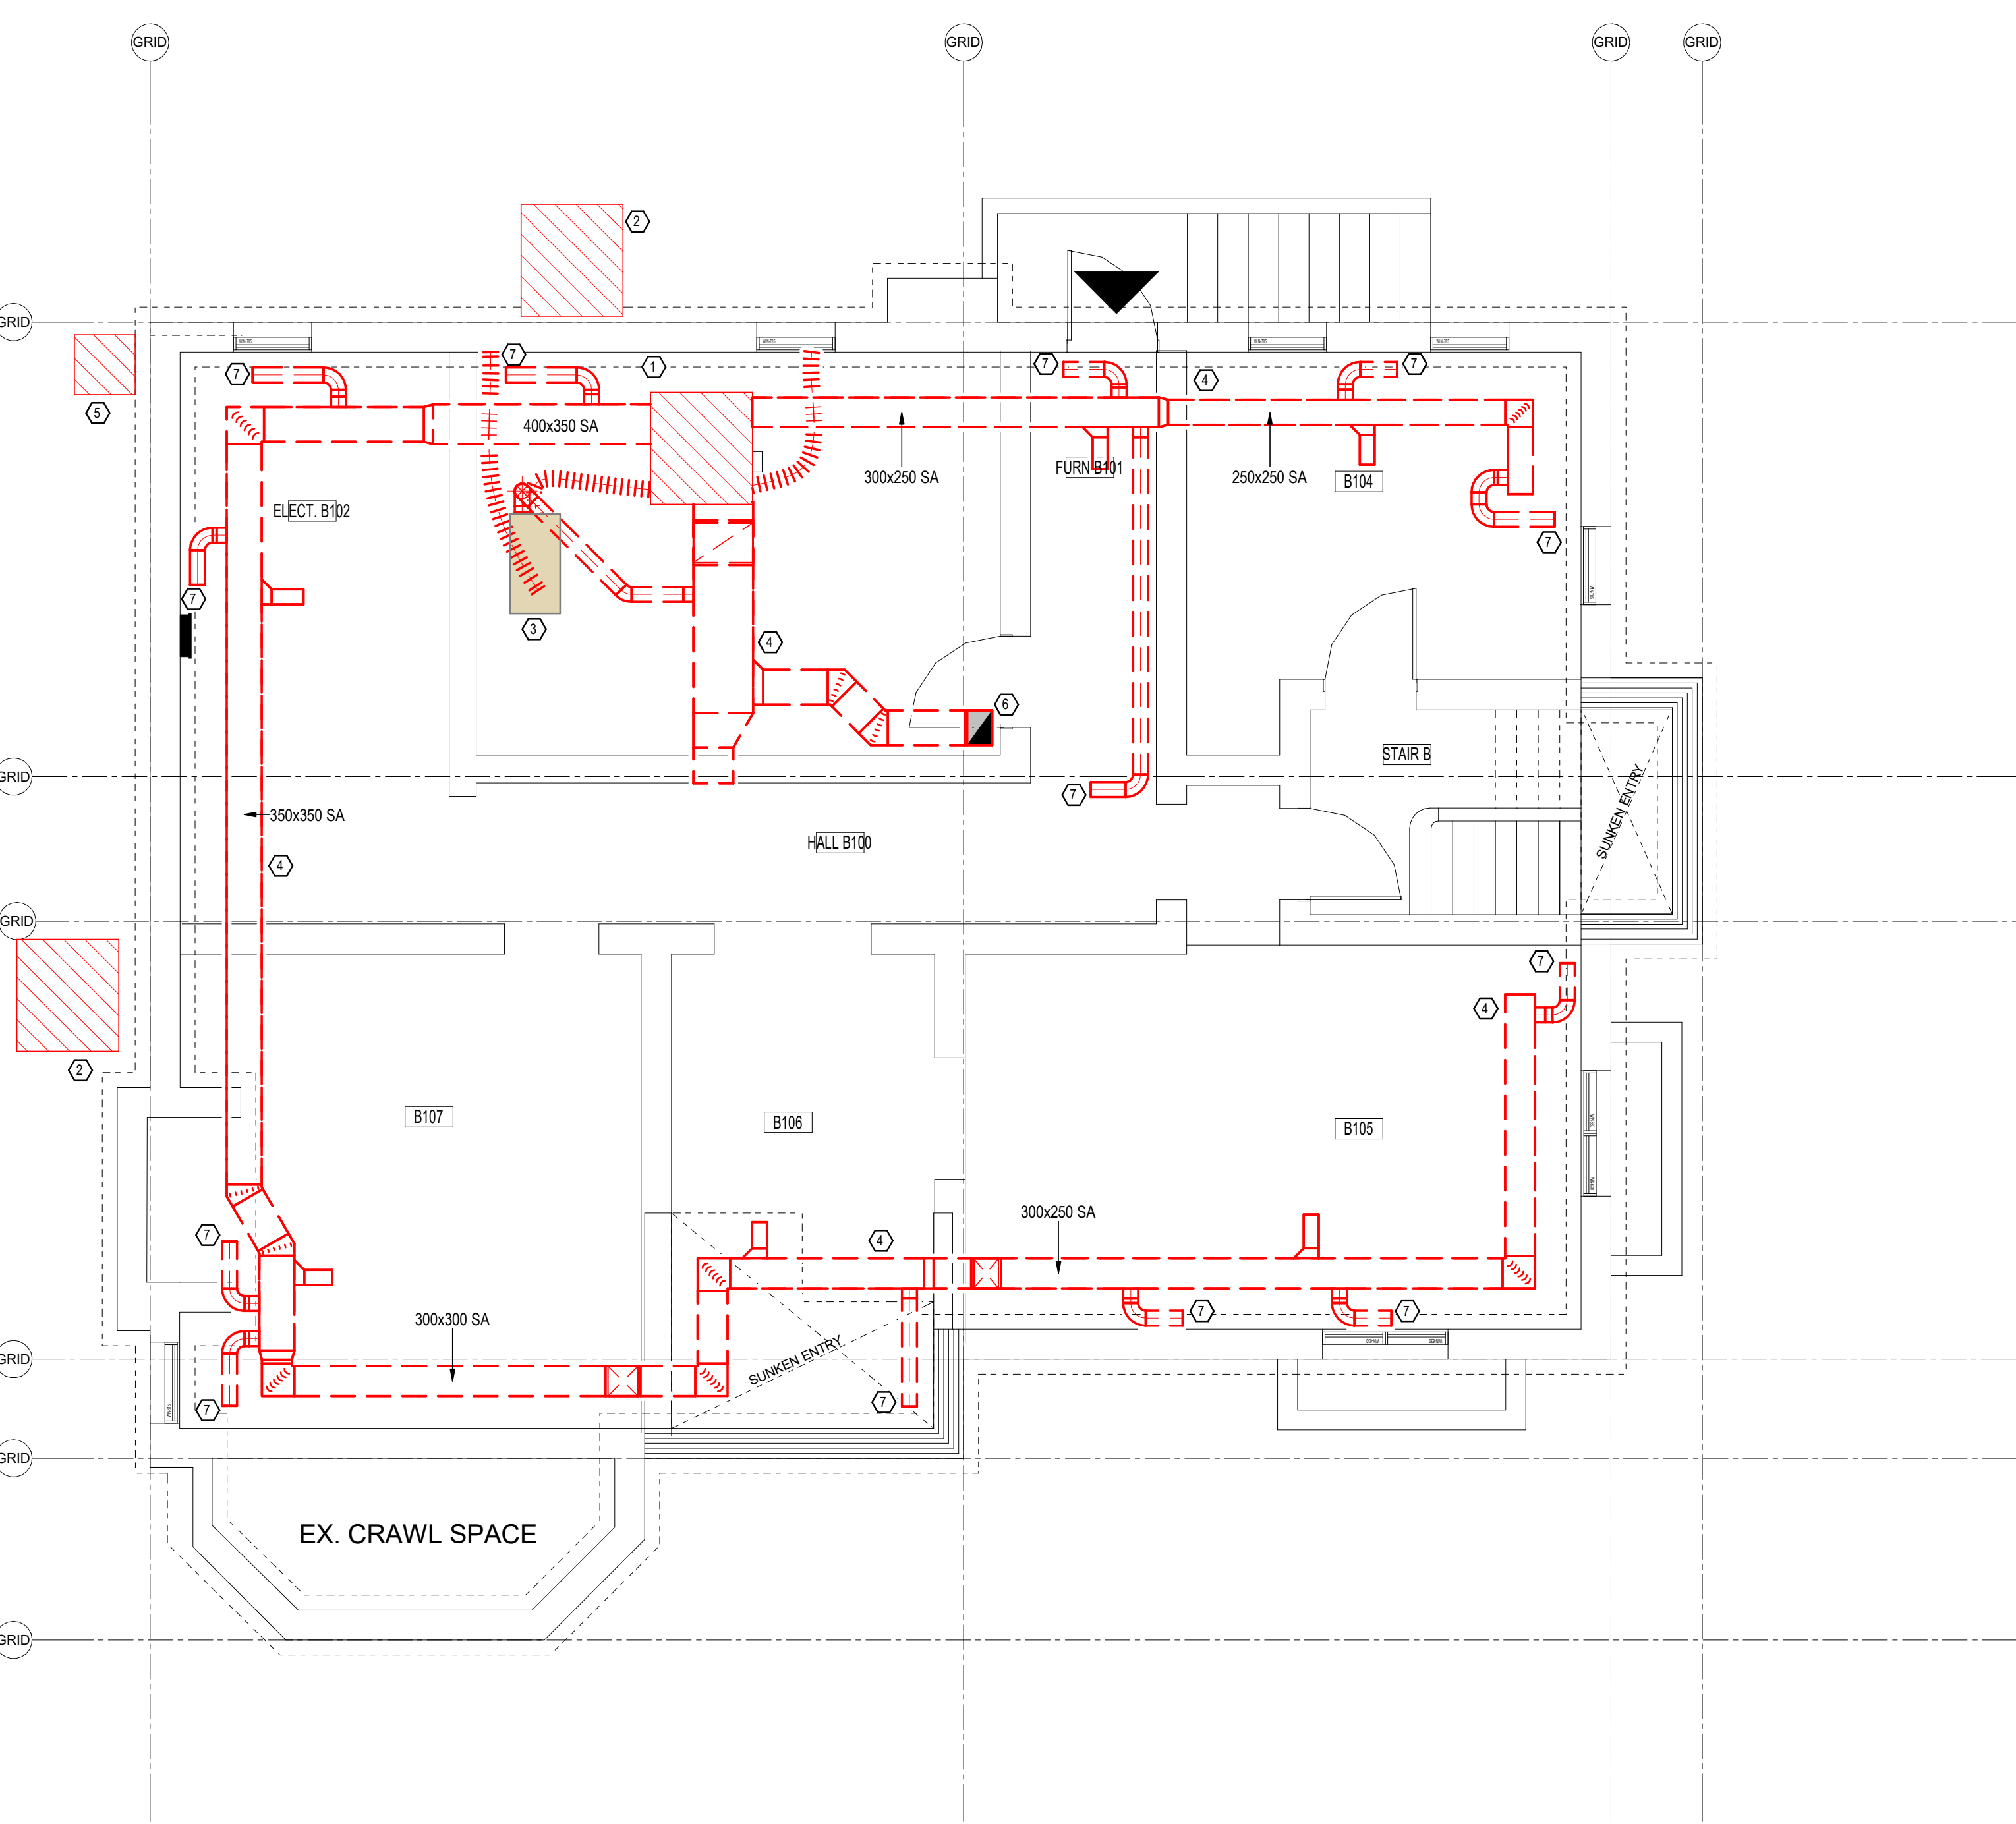 GRID
GRID
GRID
GRID
2
GRID
7
1
7
7
4
7
5
400x350 SA
300x250 SA
FURN B101
250x250 SA
B104
ELECT. B102
7
7
3
4
6
STAIR B
GRID
7
SUNKEN ENTRY
350x350 SA
HALL B100
4
GRID
7
4
2
B107
B106
B105
300x250 SA
7
4
300x300 SA
7
7
SUNKEN ENTRY
GRID
7
7
GRID
EX. CRAWL SPACE
GRID